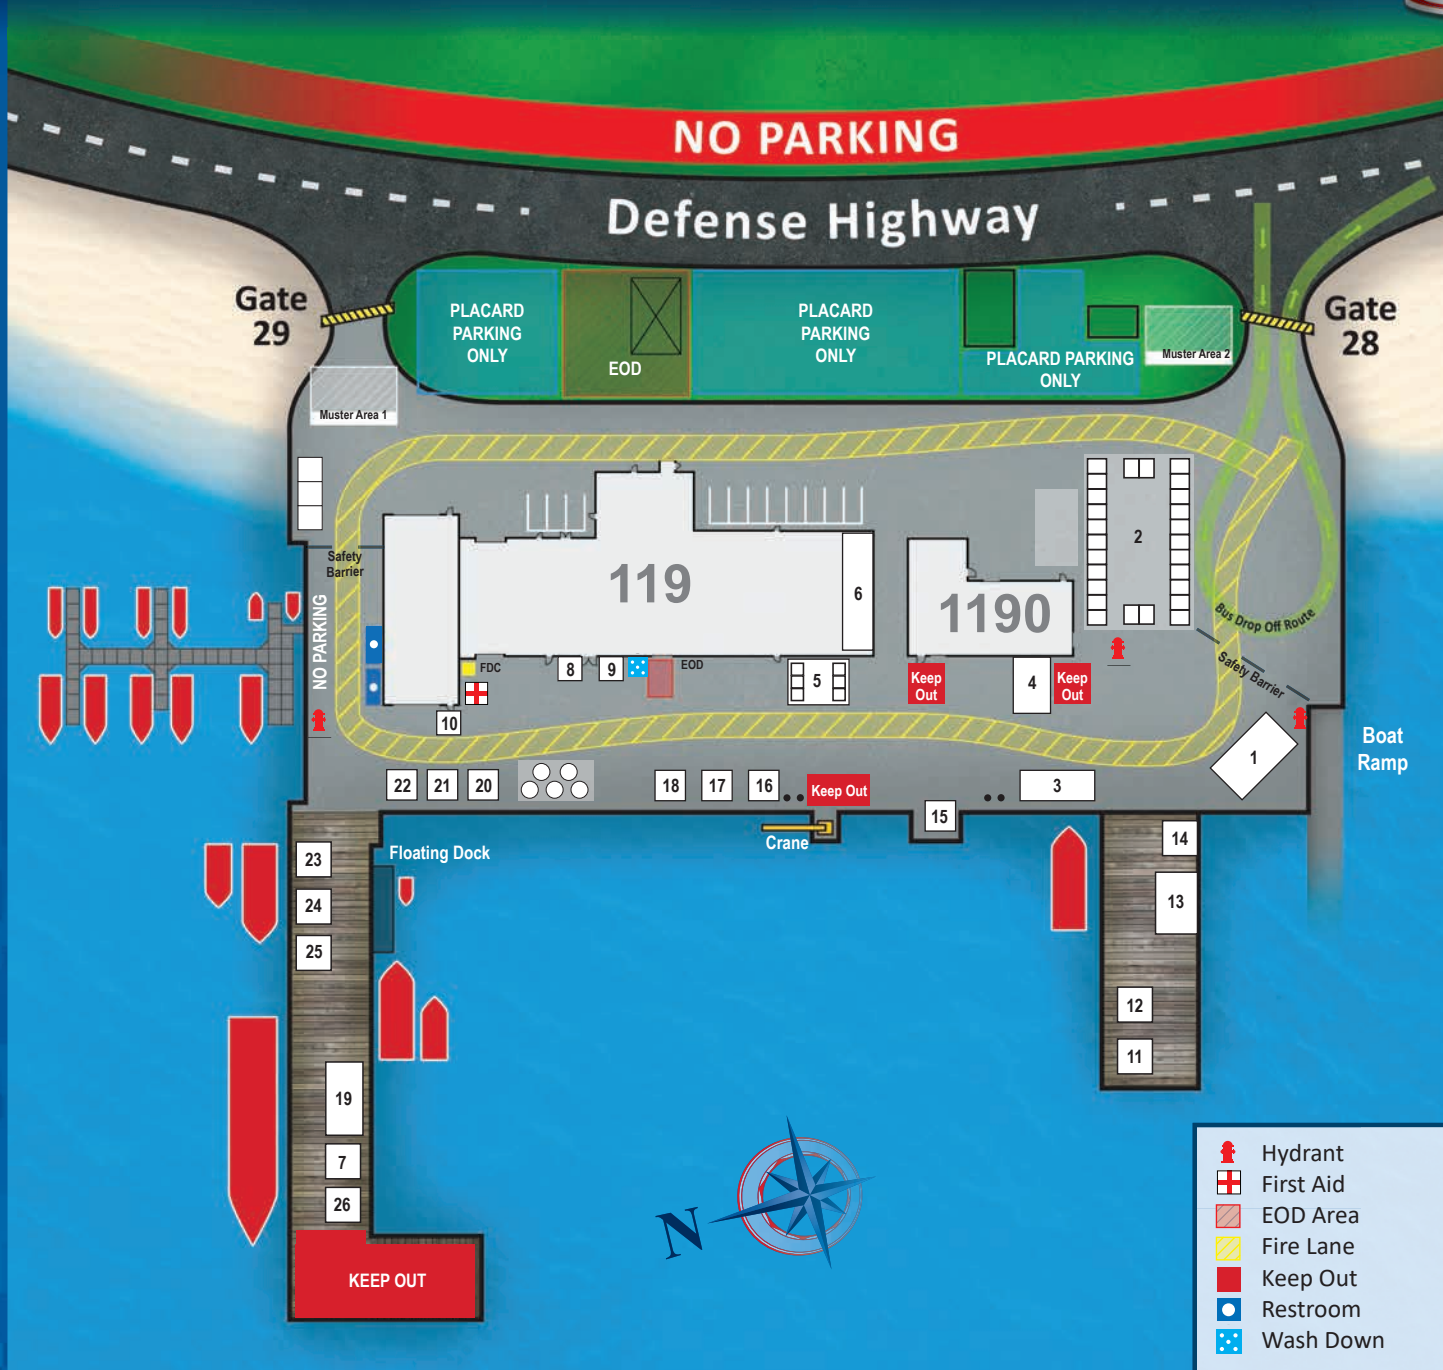 NO PARKING
Defense Highway
Gate
29
PLACARD
PARKING
ONLY
EOD
PLACARD
PARKING
ONLY
PLACARD PARKING
ONLY
Muster Area 2
Gate
28
Muster Area 1
Safety
Barrier
NO PARKING
119
6
1190
2
Bus Drop Off Route
Safety Barrier
FDC
8
9
EOD
5
Keep
Out
4
Keep
Out
10
1
Boat
Ramp
22
21
20
18
17
16
Keep Out
3
15
Crane
14
Floating Dock
23
24
25
13
12
11
19
7
26
KEEP OUT
N
Hydrant
First Aid
EOD Area
Fire Lane
Keep Out
Restroom
Wash Down